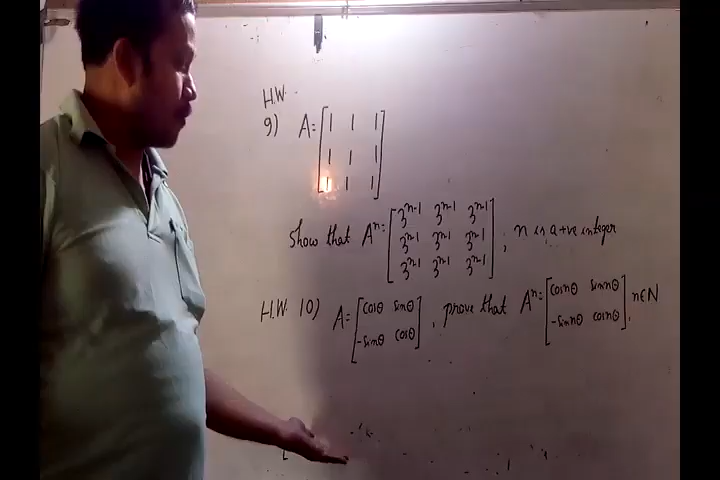 H.W.
9) A = [1 1 1
1 1 1
1 1 1]
Show that Aⁿ = [3ⁿ⁻¹ 3ⁿ⁻¹ 3ⁿ⁻¹
3ⁿ⁻¹ 3ⁿ⁻¹ 3ⁿ⁻¹
3ⁿ⁻¹ 3ⁿ⁻¹ 3ⁿ⁻¹], n is a +ve integer
H.W. 10) A = [cosθ sinθ
-sinθ cosθ], prove that Aⁿ = [cosnθ sinnθ
-sinnθ cosnθ], n∈N